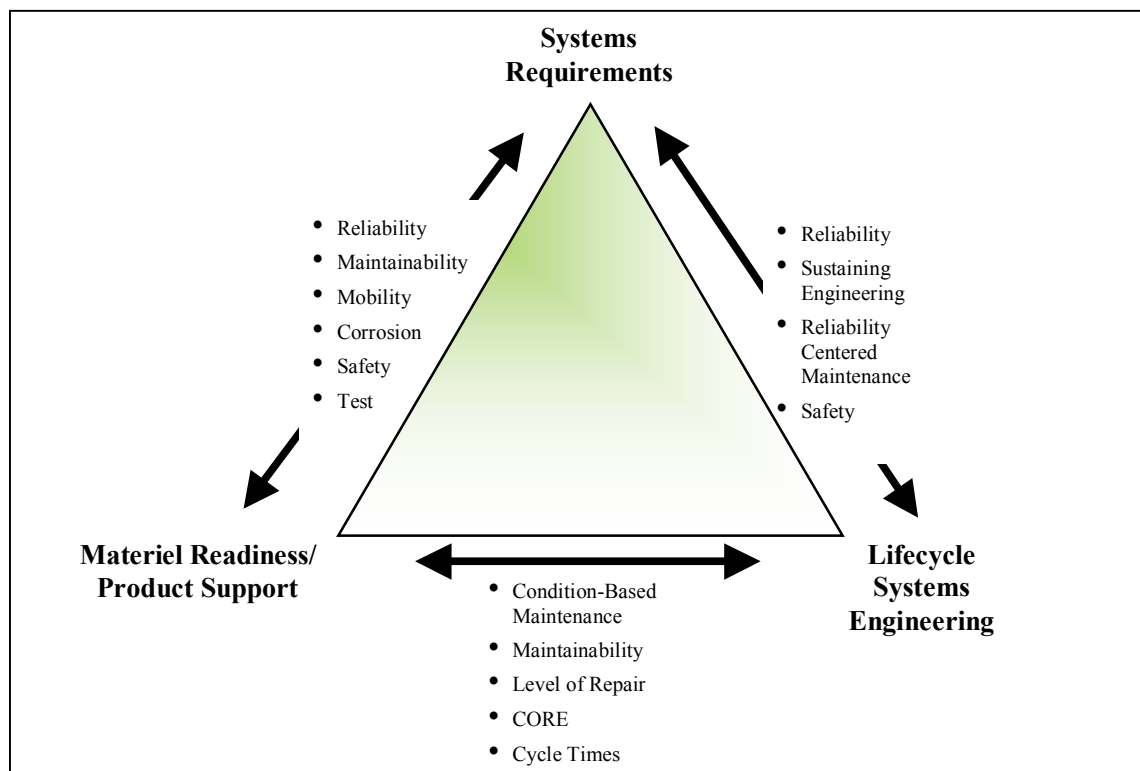 Systems
Requirements
• Reliability
• Maintainability
• Mobility
• Corrosion
• Safety
• Test
• Reliability
• Sustaining
Engineering
• Reliability
Centered
Maintenance
• Safety
Materiel Readiness/
Product Support
Lifecycle
Systems
Engineering
• Condition-Based
Maintenance
• Maintainability
• Level of Repair
• CORE
• Cycle Times